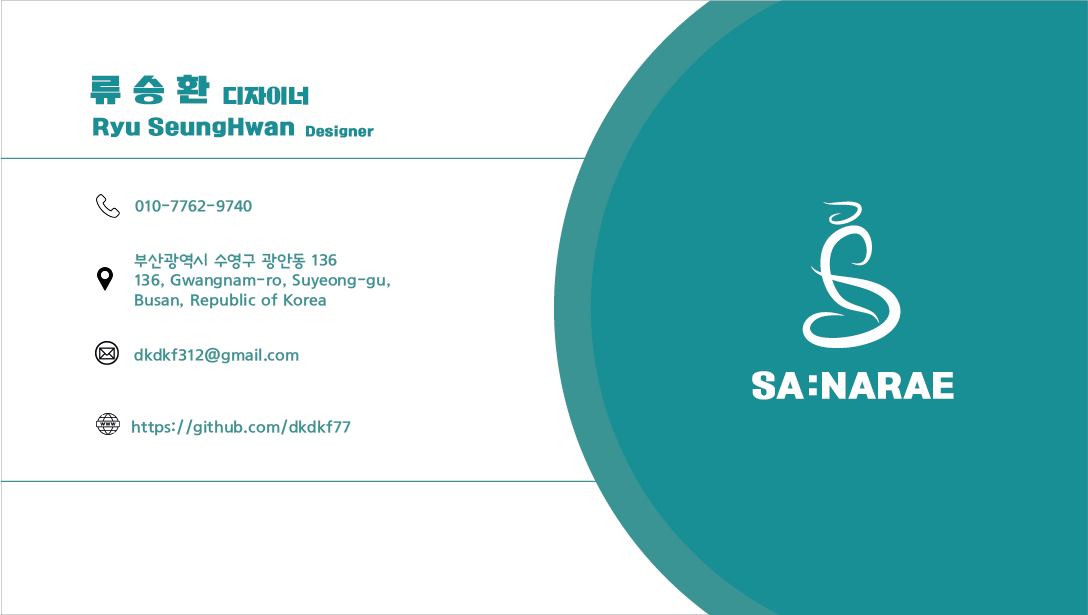 류승환 디자이너
Ryu SeungHwan Designer
010-7762-9740
부산광역시 수영구 광안동 136
136, Gwangnam-ro, Suyeong-gu,
Busan, Republic of Korea
dkdkf312@gmail.com
WWW
https://github.com/dkdkf77
SA:NARAE